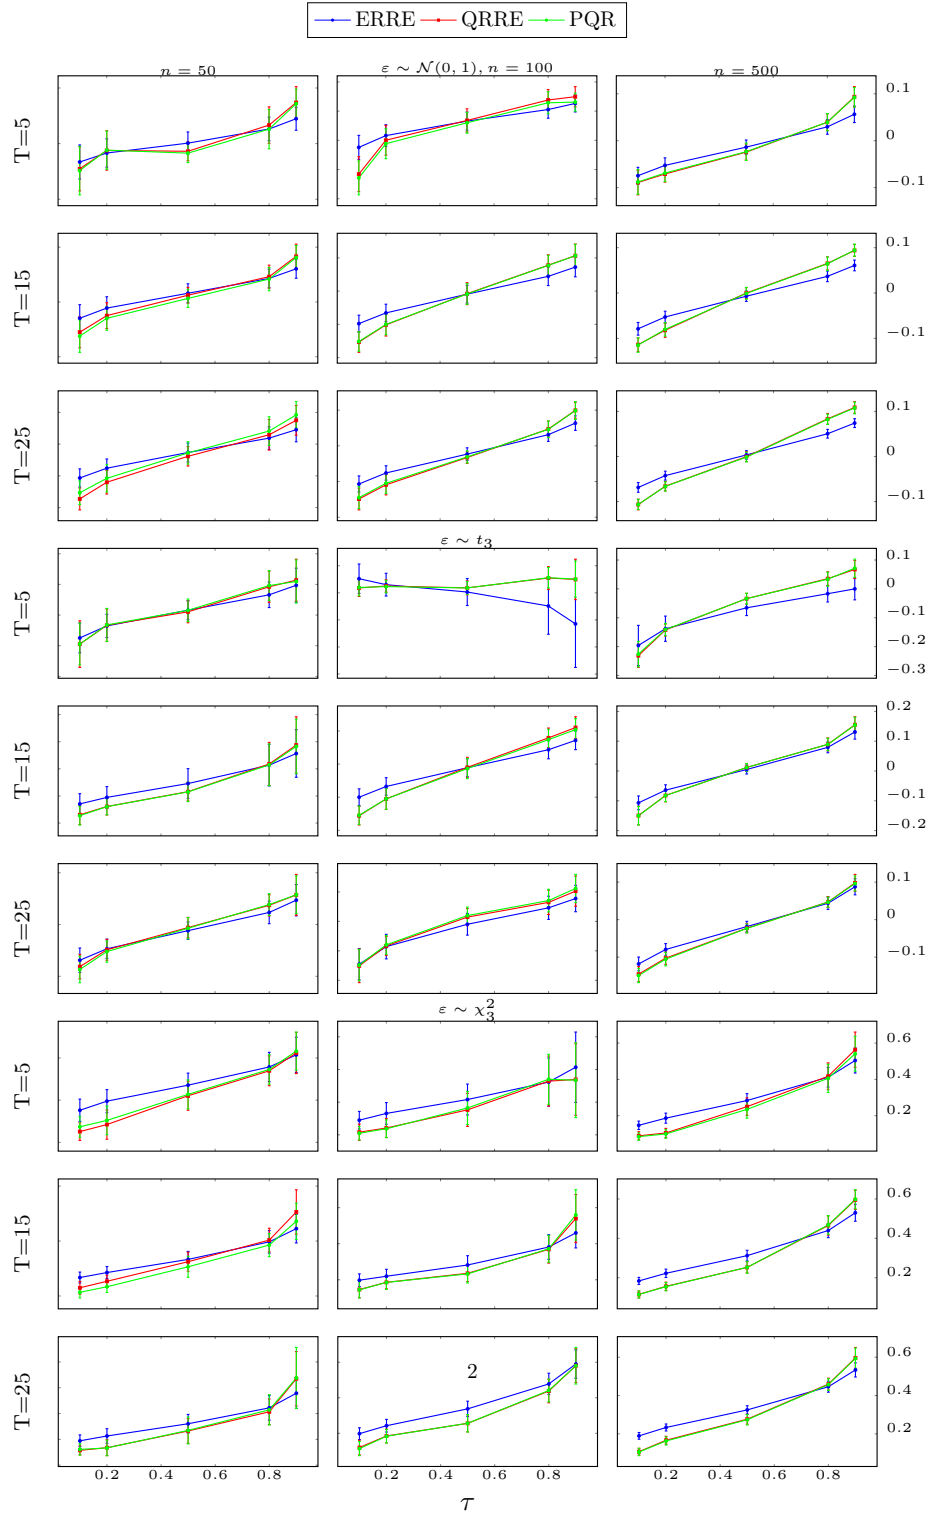 ERRE QRRE PQR
n = 50 ε ∼ 𝒩(0, 1), n = 100 n = 500
T=5 0.1
0
−0.1
T=15 0.1
0
−0.1
T=25 0.1
0
−0.1
ε ∼ t₃
T=5 0.1
0
−0.1
−0.2
−0.3
T=15 0.2
0.1
0
−0.1
−0.2
T=25 0.1
0
−0.1
ε ∼ χ²₃
T=5 0.6
0.4
0.2
T=15 0.6
0.4
0.2
2
T=25 0.6
0.4
0.2
0.2 0.4 0.6 0.8 0.2 0.4 0.6 0.8 0.2 0.4 0.6 0.8
τ